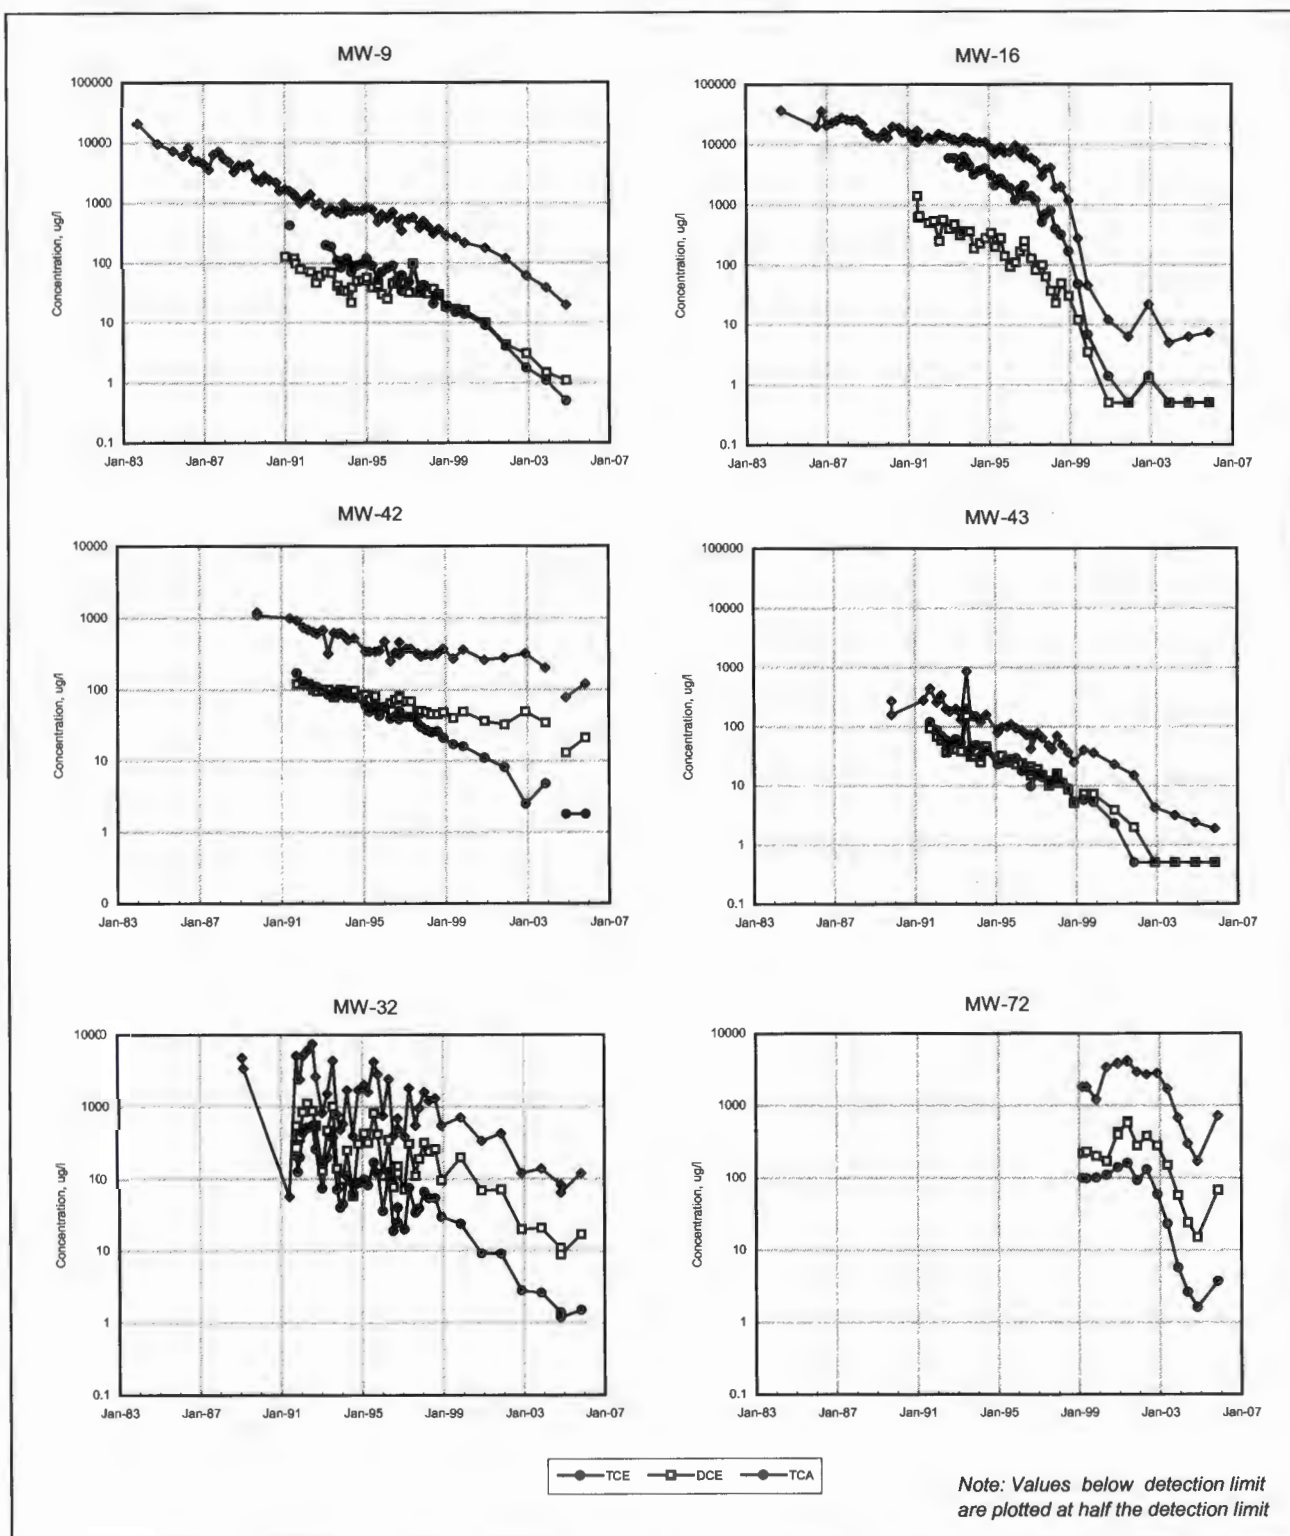 MW-9
100000
10000
1000
100
10
1
0.1
Concentration, ug/l
Jan-83 Jan-87 Jan-91 Jan-95 Jan-99 Jan-03 Jan-07
MW-16
100000
10000
1000
100
10
1
0.1
Concentration, ug/l
Jan-83 Jan-87 Jan-91 Jan-95 Jan-99 Jan-03 Jan-07
MW-42
10000
1000
100
10
1
0
Concentration, ug/l
Jan-83 Jan-87 Jan-91 Jan-95 Jan-99 Jan-03 Jan-07
MW-43
100000
10000
1000
100
10
1
0.1
Concentration, ug/l
Jan-83 Jan-87 Jan-91 Jan-95 Jan-99 Jan-03 Jan-07
MW-32
10000
1000
100
10
1
0.1
Concentration, ug/l
Jan-83 Jan-87 Jan-91 Jan-95 Jan-99 Jan-03 Jan-07
MW-72
10000
1000
100
10
1
0.1
Concentration, ug/l
Jan-83 Jan-87 Jan-91 Jan-95 Jan-99 Jan-03 Jan-07
TCE DCE TCA
Note: Values below detection limit
are plotted at half the detection limit